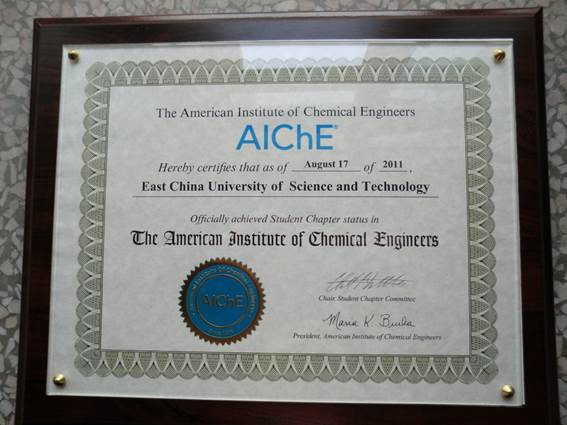 The American Institute of Chemical Engineers
AIChE®
Hereby certifies that as of August 17 of 2011,
East China University of Science and Technology
Officially achieved Student Chapter status in
The American Institute of Chemical Engineers
AIChE
Chair, Student Chapter Committee
Maria K. Burka
President, American Institute of Chemical Engineers